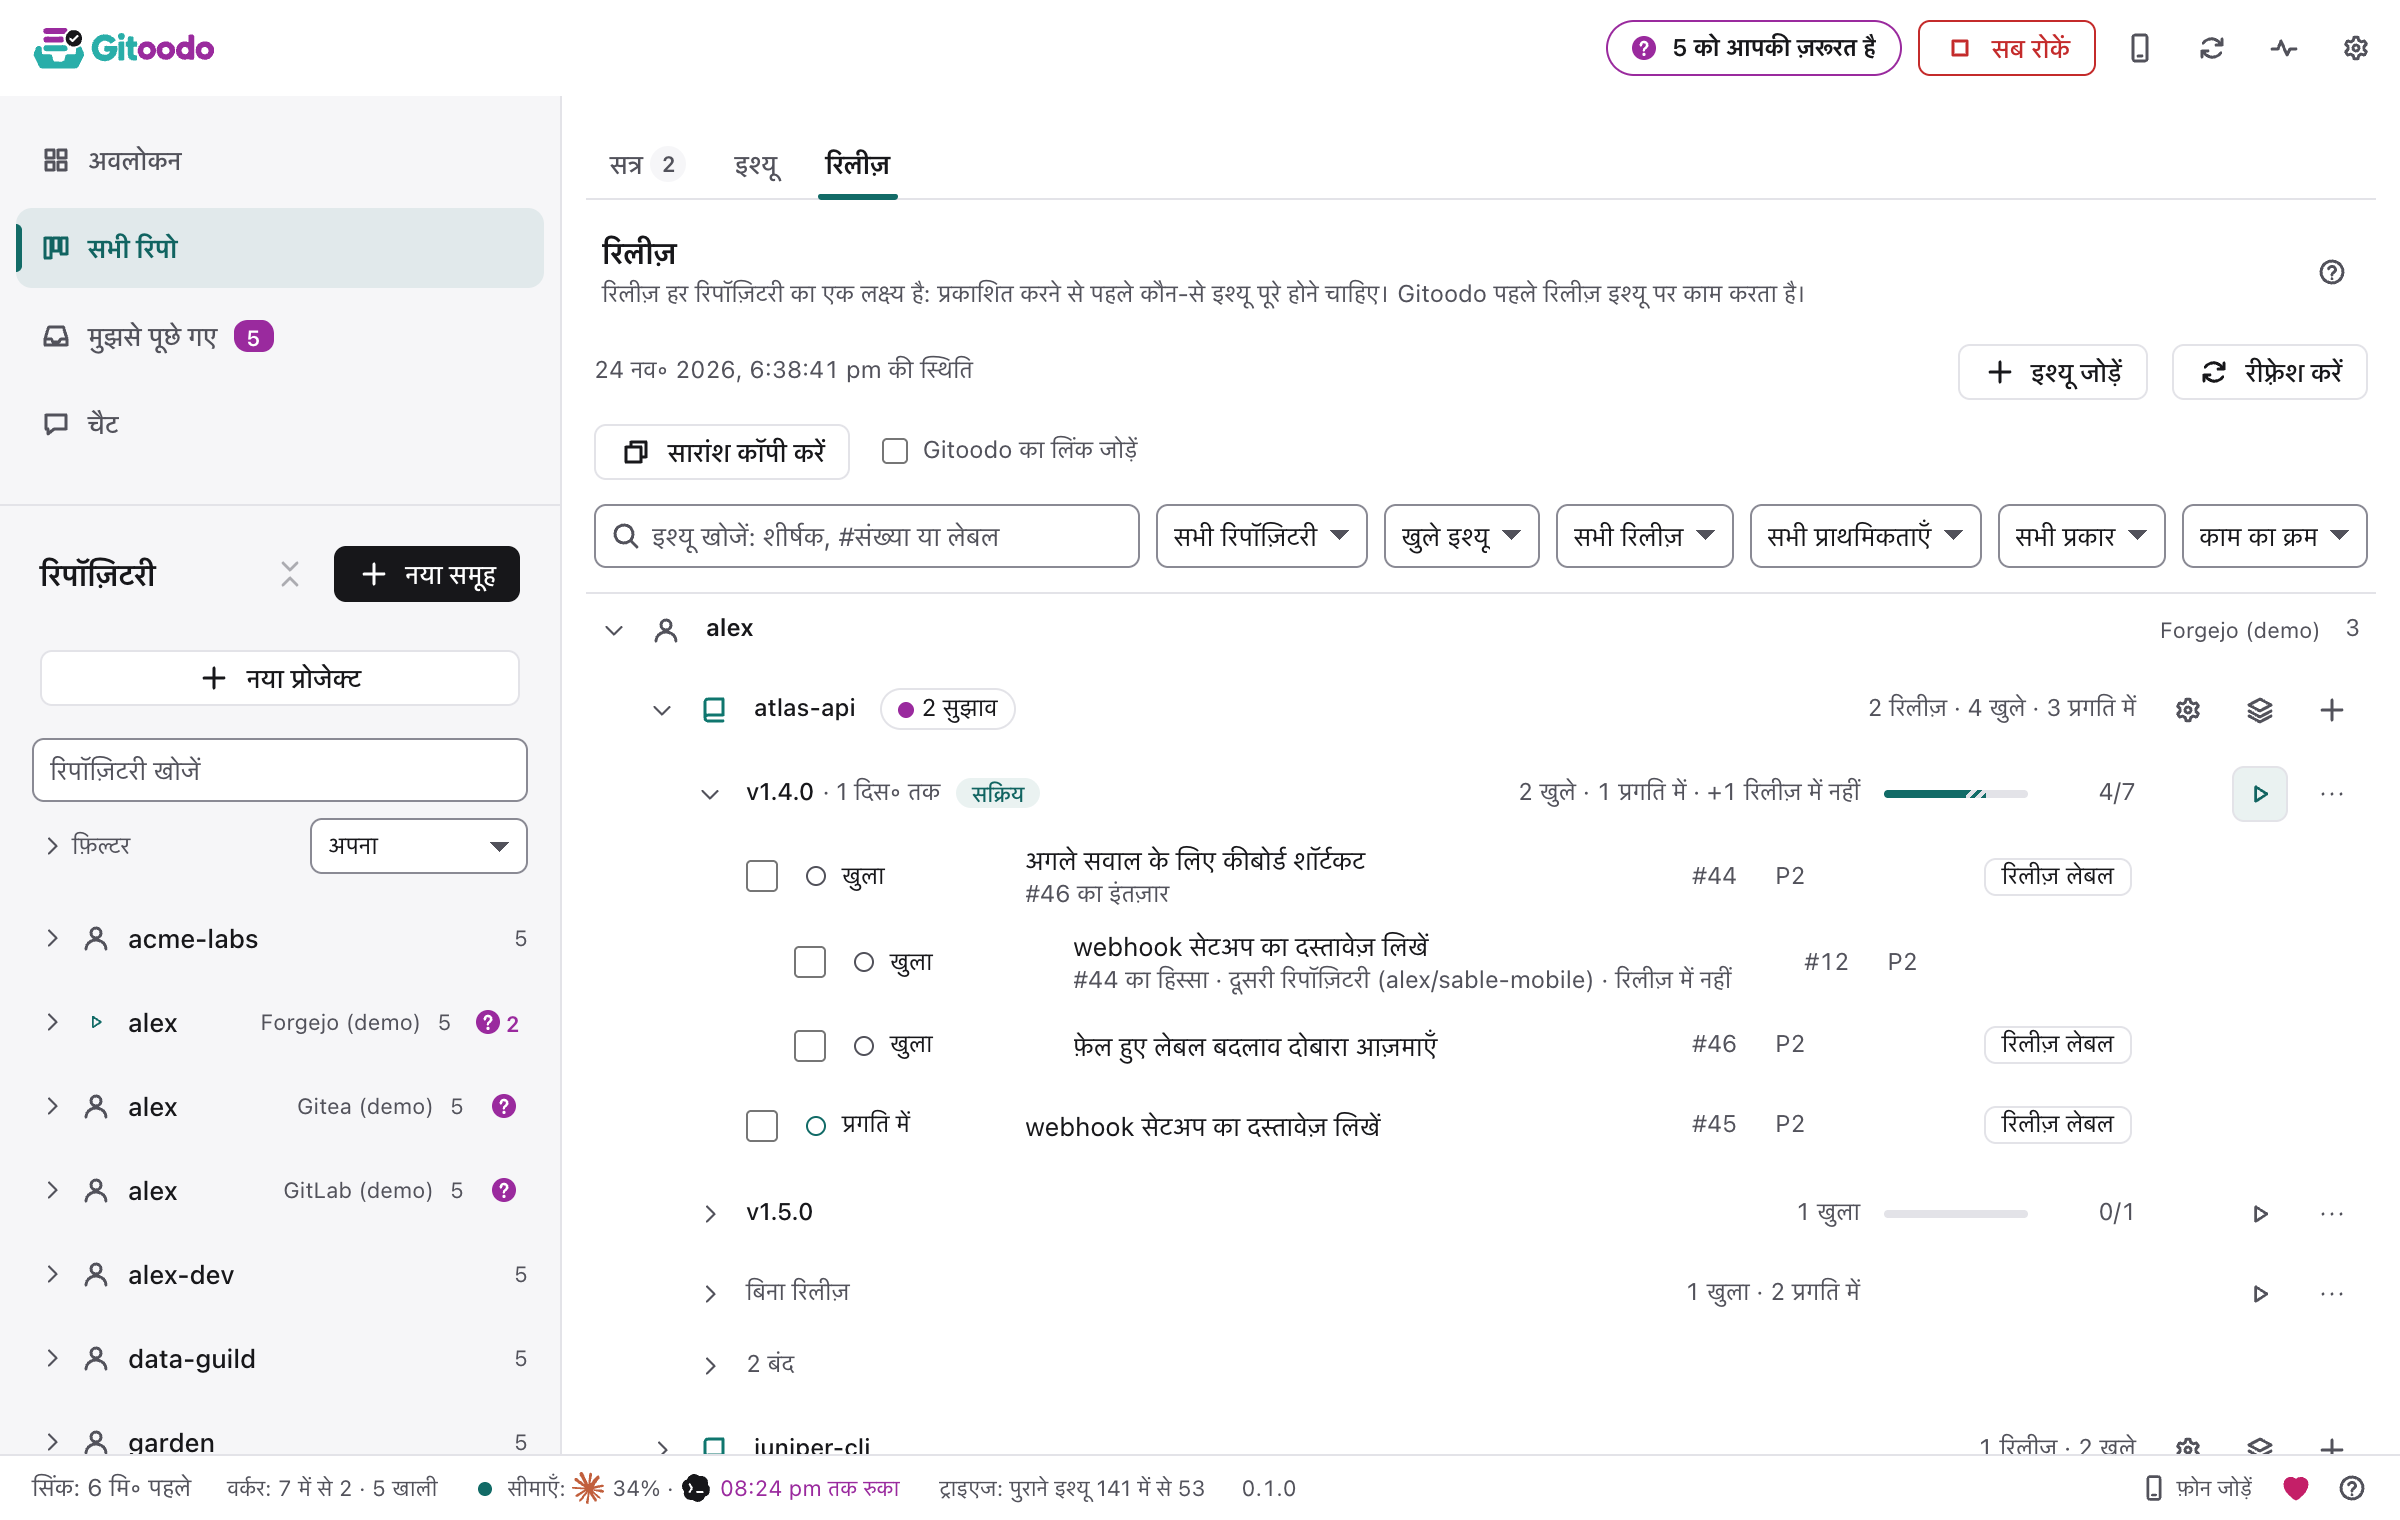 Gitoodo
5 को आपकी ज़रूरत है
सब रोकें
अवलोकन
सभी रिपो
मुझसे पूछे गए 5
चैट
रिपॉज़िटरी
नया समूह
नया प्रोजेक्ट
रिपॉज़िटरी खोजें
फ़िल्टर
अपना
acme-labs 5
alex Forgejo (demo) 5 2
alex Gitea (demo) 5
alex GitLab (demo) 5
alex-dev 5
data-guild 5
garden 5
सत्र 2
इश्यू
रिलीज़
रिलीज़
रिलीज़ हर रिपॉज़िटरी का एक लक्ष्य है: प्रकाशित करने से पहले कौन-से इश्यू पूरे होने चाहिए। Gitoodo पहले रिलीज़ इश्यू पर काम करता है।
24 नव॰ 2026, 6:38:41 pm की स्थिति
इश्यू जोड़ें
रीफ़्रेश करें
सारांश कॉपी करें
Gitoodo का लिंक जोड़ें
इश्यू खोजें: शीर्षक, #संख्या या लेबल
सभी रिपॉज़िटरी
खुले इश्यू
सभी रिलीज़
सभी प्राथमिकताएँ
सभी प्रकार
काम का क्रम
alex Forgejo (demo) 3
atlas-api 2 सुझाव 2 रिलीज़ · 4 खुले · 3 प्रगति में
v1.4.0 · 1 दिस॰ तक सक्रिय 2 खुले · 1 प्रगति में · +1 रिलीज़ में नहीं 4/7
खुला अगले सवाल के लिए कीबोर्ड शॉर्टकट #44 P2 रिलीज़ लेबल
#46 का इंतज़ार
खुला webhook सेटअप का दस्तावेज़ लिखें #12 P2
#44 का हिस्सा · दूसरी रिपॉज़िटरी (alex/sable-mobile) · रिलीज़ में नहीं
खुला फ़ेल हुए लेबल बदलाव दोबारा आज़माएँ #46 P2 रिलीज़ लेबल
प्रगति में webhook सेटअप का दस्तावेज़ लिखें #45 P2 रिलीज़ लेबल
v1.5.0 1 खुला 0/1
बिना रिलीज़ 1 खुला · 2 प्रगति में
2 बंद
juniper-cli 1 रिलीज़ · 2 खुले
सिंक: 6 मि॰ पहले
वर्कर: 7 में से 2 · 5 खाली
सीमाएँ: 34% · 08:24 pm तक रुका
ट्राइएज: पुराने इश्यू 141 में से 53
0.1.0
फ़ोन जोड़ें